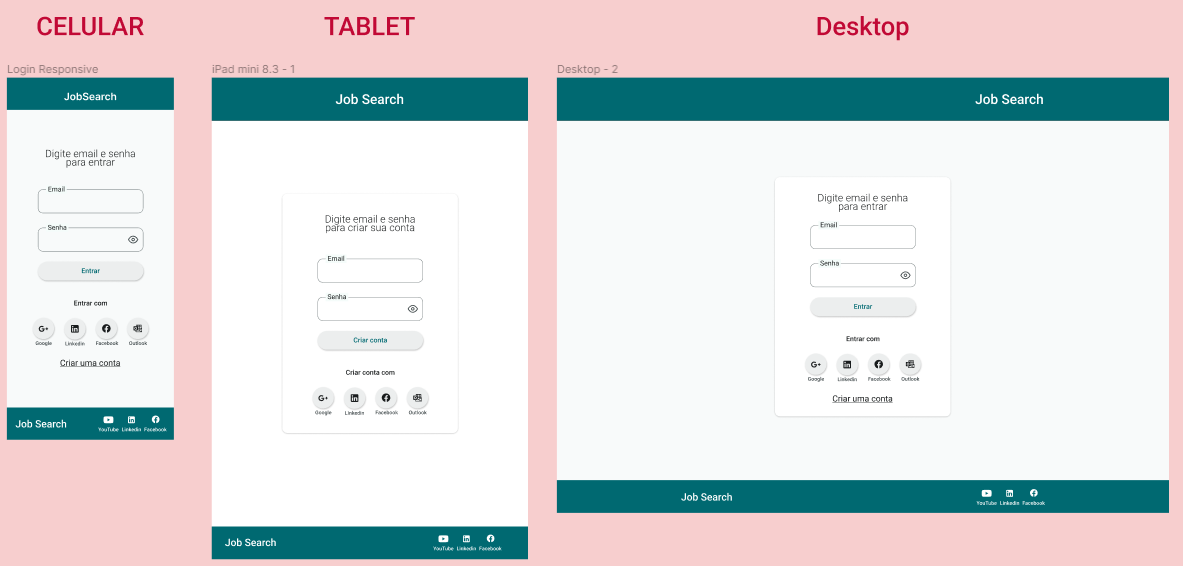 CELULAR
TABLET
Desktop
Login Responsive
JobSearch
Digite email e senha
para entrar
Email
Senha
Entrar
Entrar com
G+
Google
Linkedin
Facebook
Outlook
Criar uma conta
Job Search
YouTube
Linkedin
Facebook
iPad mini 8.3 - 1
Job Search
Digite email e senha
para criar sua conta
Email
Senha
Criar conta
Criar conta com
G+
Google
Linkedin
Facebook
Outlook
Job Search
YouTube
Linkedin
Facebook
Desktop - 2
Job Search
Digite email e senha
para entrar
Email
Senha
Entrar
Entrar com
G+
Google
Linkedin
Facebook
Outlook
Criar uma conta
Job Search
YouTube
Linkedin
Facebook